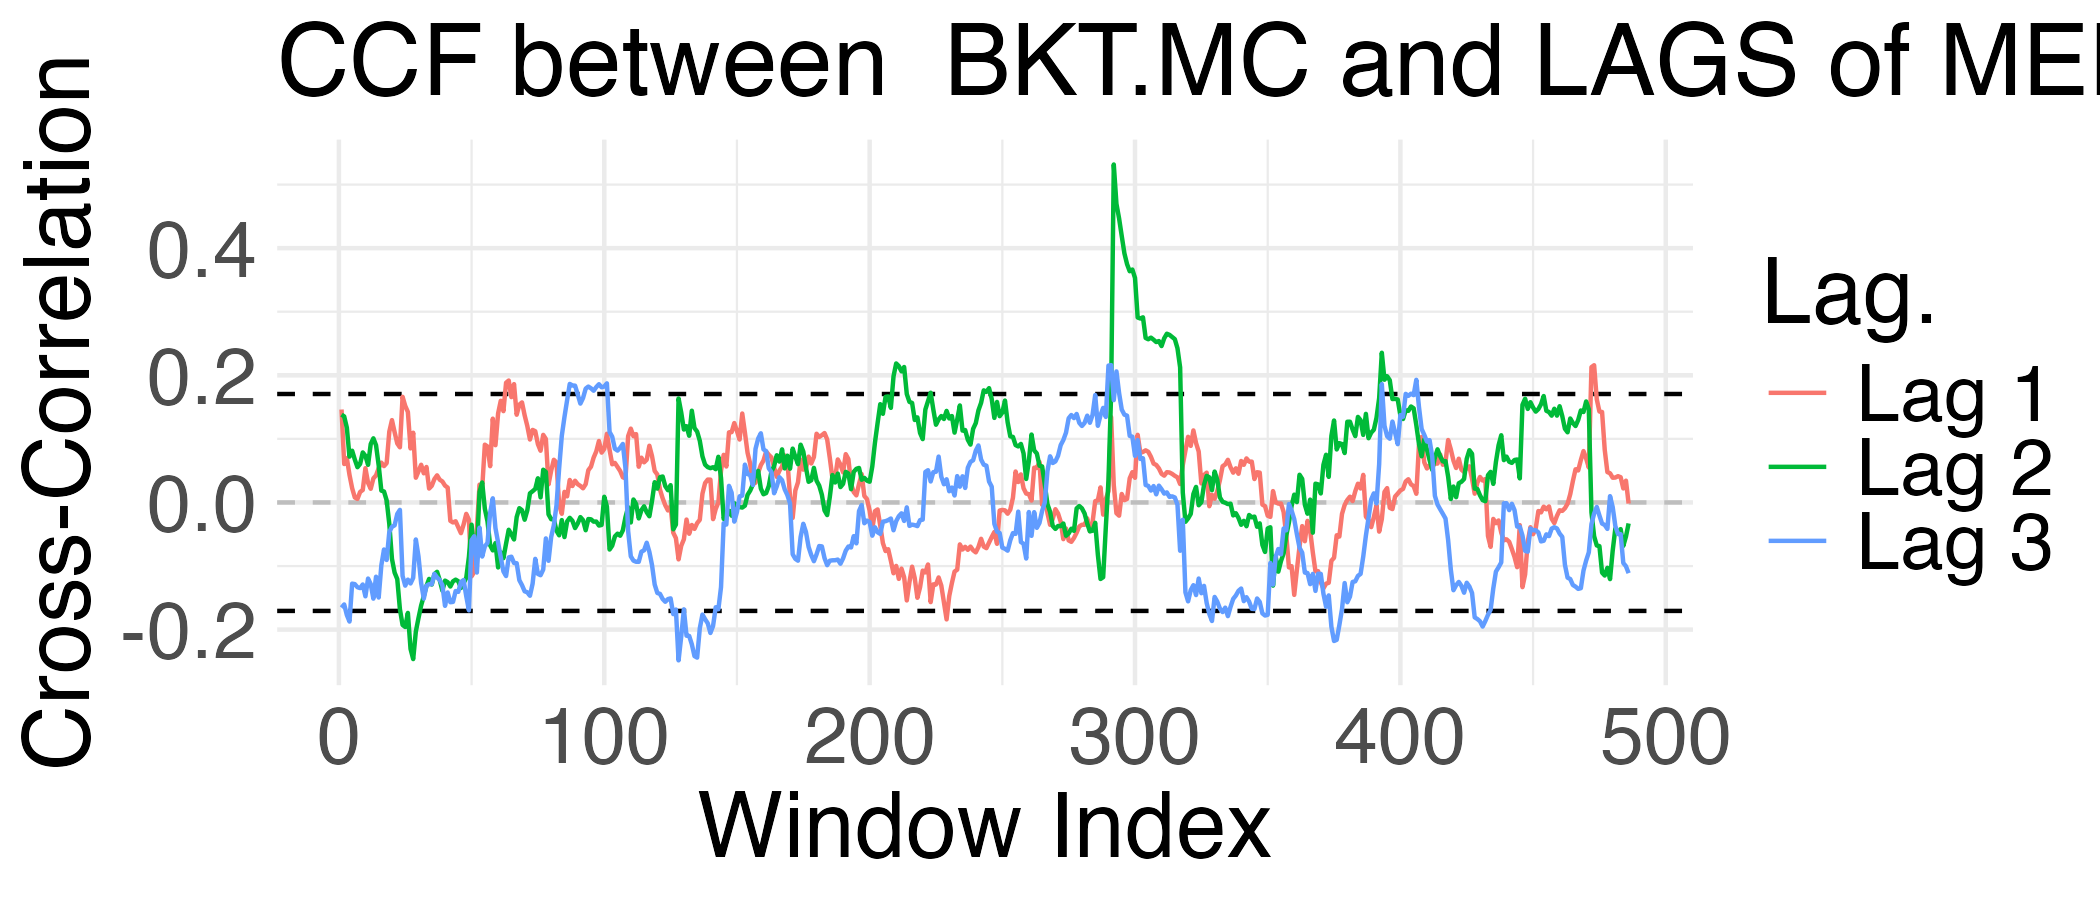 CCF between  BKT.MC and LAGS of ME
Cross-Correlation
0.4
0.2
0.0
-0.2
0 100 200 300 400 500
Window Index
Lag.
Lag 1
Lag 2
Lag 3